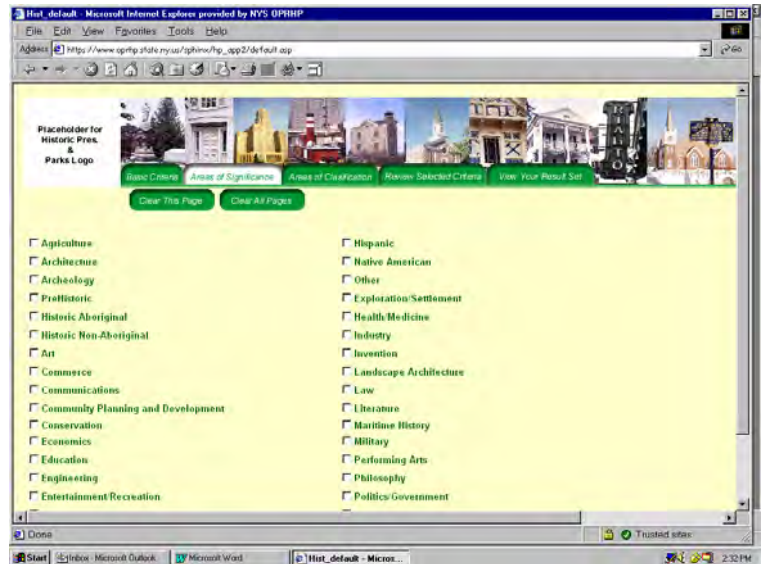 Hist_default - Microsoft Internet Explorer provided by NYS OPRHP
File Edit View Favorites Tools Help
Address https://www.oprhp.state.ny.us/sphinx/hp_app2/default.asp Go
Placeholder for
Historic Pres.
&
Parks Logo
RIALTO
Basic Criteria Areas of Significance Areas of Classification Review Selected Criteria View Your Result Set
Clear This Page Clear All Pages
Agriculture
Architecture
Archeology
PreHistoric
Historic Aboriginal
Historic Non-Aboriginal
Art
Commerce
Communications
Community Planning and Development
Conservation
Economics
Education
Engineering
Entertainment/Recreation
Hispanic
Native American
Other
Exploration/Settlement
Health/Medicine
Industry
Invention
Landscape Architecture
Law
Literature
Maritime History
Military
Performing Arts
Philosophy
Politics/Government
Done Trusted sites
Start Inbox - Microsoft Outlook Microsoft Word Hist_default - Micros... 2:32 PM